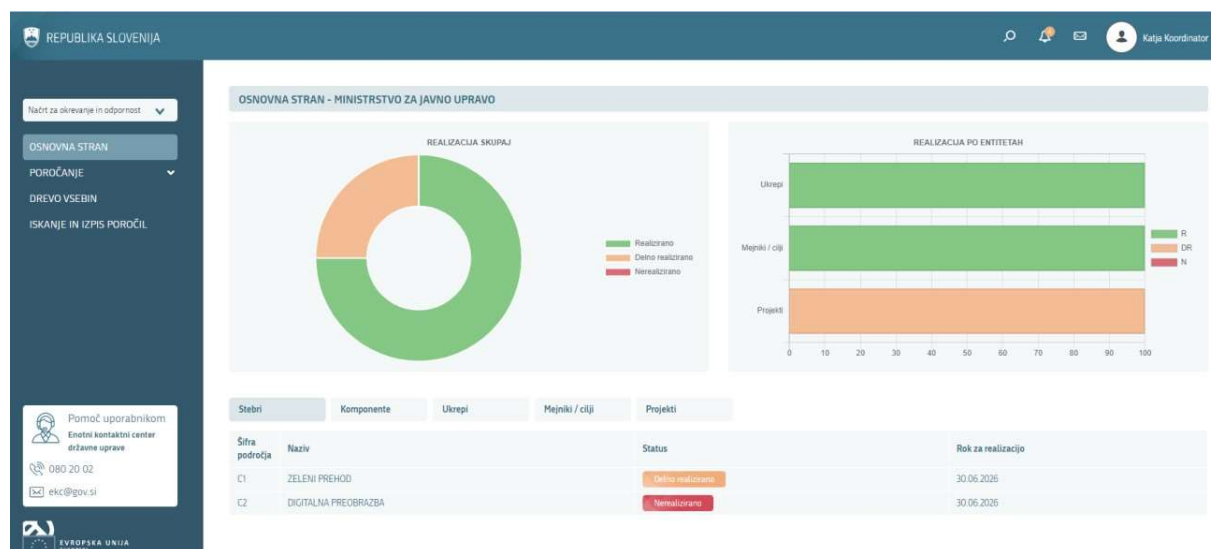 REPUBLIKA SLOVENIJA
Katja Koordinator
Načrt za okrevanje in odpornost
OSNOVNA STRAN
POROČANJE
DREVO VSEBIN
ISKANJE IN IZPIS POROČIL
Pomoč uporabnikom
Enotni kontaktni center
državne uprave
080 20 02
ekc@gov.si
EVROPSKA UNIJA
OSNOVNA STRAN - MINISTRSTVO ZA JAVNO UPRAVO
REALIZACIJA SKUPAJ
Realizirano
Delno realizirano
Nerealizirano
REALIZACIJA PO ENTITETAH
Ukrepi
Mejniki / cilji
Projekti
0 10 20 30 40 50 60 70 80 90 100
R
DR
N
Stebri Komponente Ukrepi Mejniki / cilji Projekti
Šifra
področja Naziv Status Rok za realizacijo
C1 ZELENI PREHOD Delno realizirano 30.06.2026
C2 DIGITALNA PREOBRAZBA Nerealizirano 30.06.2026